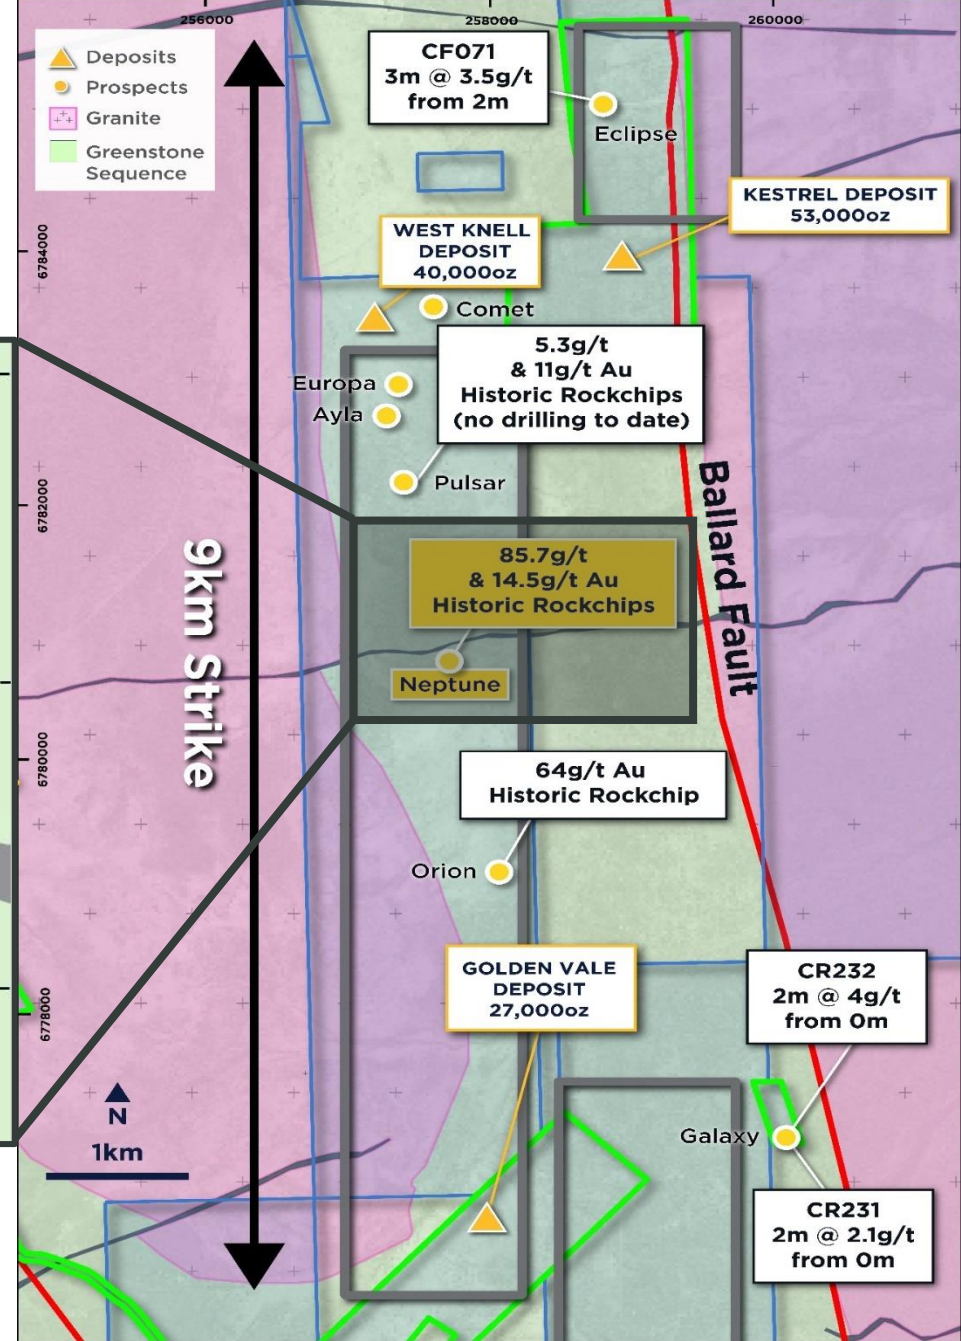 256000
258000
260000
Deposits
Prospects
Granite
Greenstone
Sequence
CF071
3m @ 3.5g/t
from 2m
Eclipse
KESTREL DEPOSIT
53,000oz
WEST KNELL
DEPOSIT
40,000oz
6784000
Comet
5.3g/t
& 11g/t Au
Historic Rockchips
(no drilling to date)
Europa
Ayla
Pulsar
6782000
Ballard Fault
9km Strike
85.7g/t
& 14.5g/t Au
Historic Rockchips
Neptune
6780000
64g/t Au
Historic Rockchip
Orion
GOLDEN VALE
DEPOSIT
27,000oz
CR232
2m @ 4g/t
from 0m
6778000
N
1km
Galaxy
CR231
2m @ 2.1g/t
from 0m